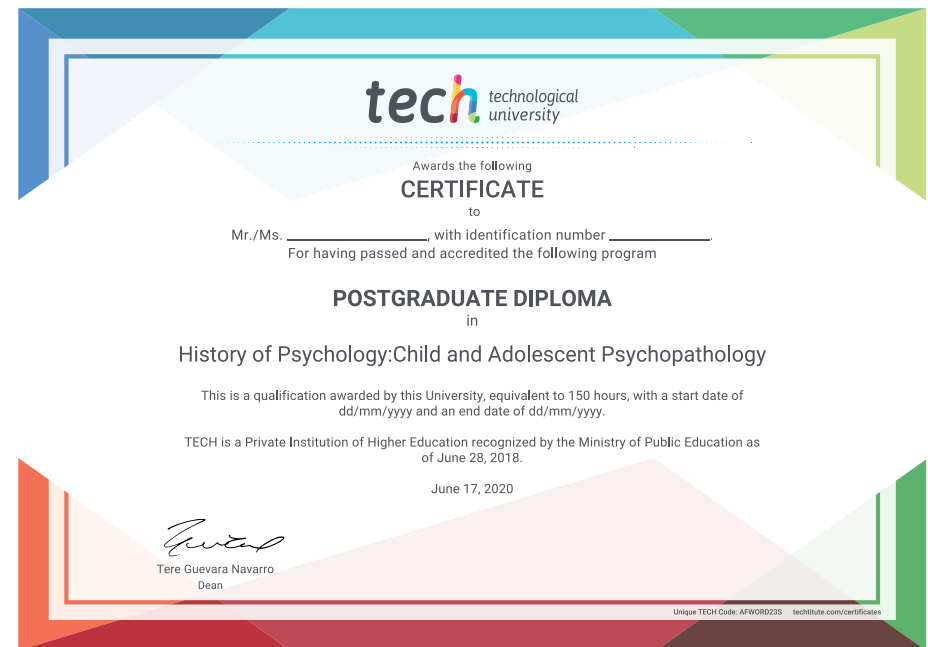 tech technological
university
Awards the following
CERTIFICATE
to
Mr./Ms. ____________________, with identification number ______________.
For having passed and accredited the following program
POSTGRADUATE DIPLOMA
in
History of Psychology:Child and Adolescent Psychopathology
This is a qualification awarded by this University, equivalent to 150 hours, with a start date of
dd/mm/yyyy and an end date of dd/mm/yyyy.
TECH is a Private Institution of Higher Education recognized by the Ministry of Public Education as
of June 28, 2018.
June 17, 2020
Tere Guevara Navarro
Dean
Unique TECH Code: AFWORD23S techtitute.com/certificates